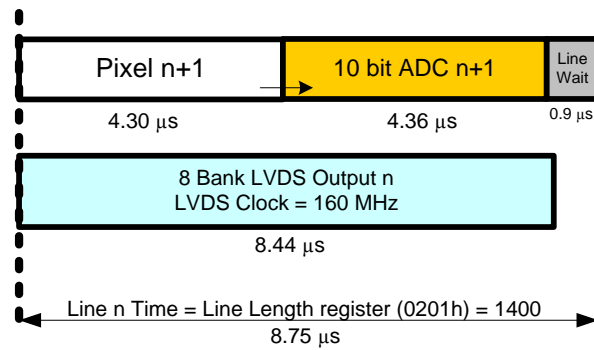 Pixel n+1
10 bit ADC n+1
Line
Wait
4.30 μs
4.36 μs
0.9 μs
8 Bank LVDS Output n
LVDS Clock = 160 MHz
8.44 μs
Line n Time = Line Length register (0201h) = 1400
8.75 μs